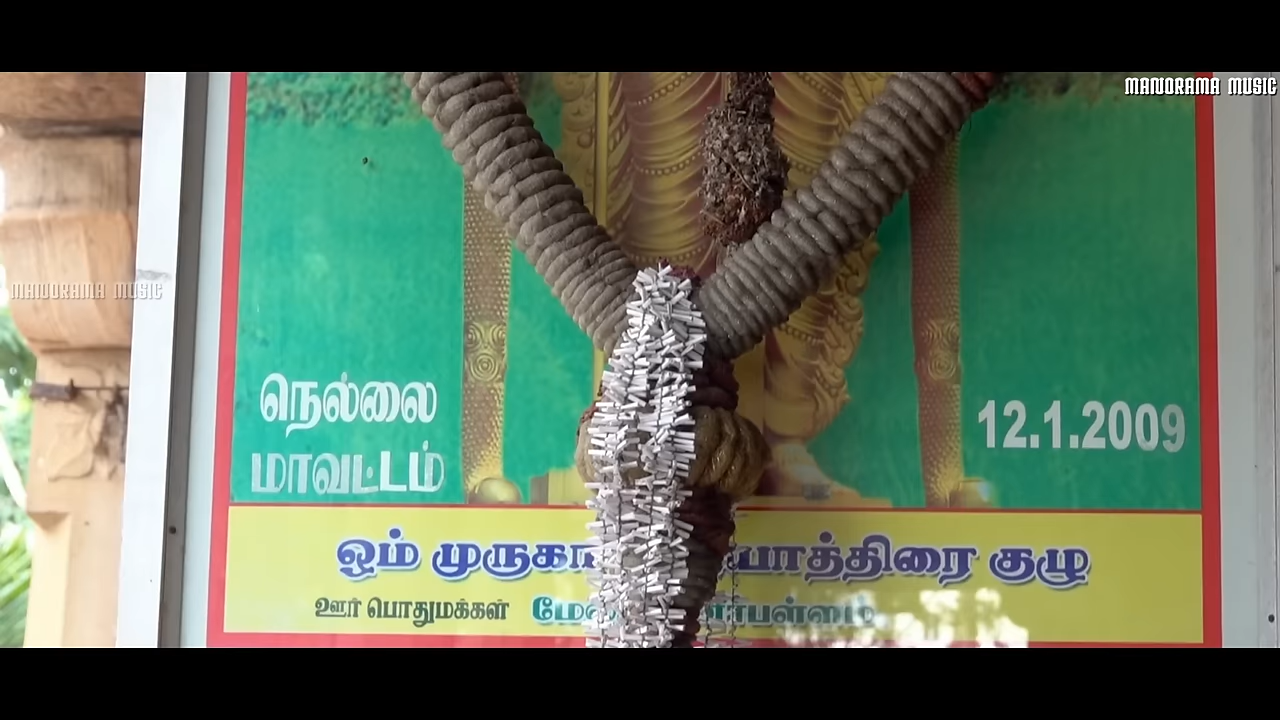 MANORAMA MUSIC
MANORAMA MUSIC
நெல்லை
மாவட்டம்
12.1.2009
ஓம் முருகா குழு
ஊர் பொதுமக்கள்